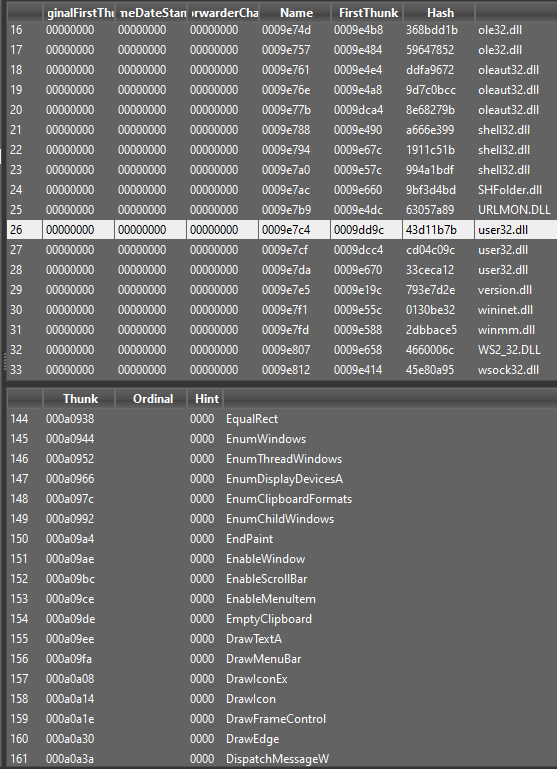 ginalFirstThu meDateStam orwarderCha Name FirstThunk Hash
16 00000000 00000000 00000000 0009e74d 0009e4b8 368bdd1b ole32.dll
17 00000000 00000000 00000000 0009e757 0009e484 59647852 ole32.dll
18 00000000 00000000 00000000 0009e761 0009e4e4 ddfa9672 oleaut32.dll
19 00000000 00000000 00000000 0009e76e 0009e4a8 9d7c0bcc oleaut32.dll
20 00000000 00000000 00000000 0009e77b 0009dca4 8e68279b oleaut32.dll
21 00000000 00000000 00000000 0009e788 0009e490 a666e399 shell32.dll
22 00000000 00000000 00000000 0009e794 0009e67c 1911c51b shell32.dll
23 00000000 00000000 00000000 0009e7a0 0009e57c 994a1bdf shell32.dll
24 00000000 00000000 00000000 0009e7ac 0009e660 9bf3d4bd SHFolder.dll
25 00000000 00000000 00000000 0009e7b9 0009e4dc 63057a89 URLMON.DLL
26 00000000 00000000 00000000 0009e7c4 0009dd9c 43d11b7b user32.dll
27 00000000 00000000 00000000 0009e7cf 0009dcc4 cd04c09c user32.dll
28 00000000 00000000 00000000 0009e7da 0009e670 33ceca12 user32.dll
29 00000000 00000000 00000000 0009e7e5 0009e19c 793e7d2e version.dll
30 00000000 00000000 00000000 0009e7f1 0009e55c 0130be32 wininet.dll
31 00000000 00000000 00000000 0009e7fd 0009e588 2dbbace5 winmm.dll
32 00000000 00000000 00000000 0009e807 0009e658 4660006c WS2_32.DLL
33 00000000 00000000 00000000 0009e812 0009e414 45e80a95 wsock32.dll
Thunk Ordinal Hint
144 000a0938 0000 EqualRect
145 000a0944 0000 EnumWindows
146 000a0952 0000 EnumThreadWindows
147 000a0966 0000 EnumDisplayDevicesA
148 000a097c 0000 EnumClipboardFormats
149 000a0992 0000 EnumChildWindows
150 000a09a4 0000 EndPaint
151 000a09ae 0000 EnableWindow
152 000a09bc 0000 EnableScrollBar
153 000a09ce 0000 EnableMenuItem
154 000a09de 0000 EmptyClipboard
155 000a09ee 0000 DrawTextA
156 000a09fa 0000 DrawMenuBar
157 000a0a08 0000 DrawIconEx
158 000a0a14 0000 DrawIcon
159 000a0a1e 0000 DrawFrameControl
160 000a0a30 0000 DrawEdge
161 000a0a3a 0000 DispatchMessageW